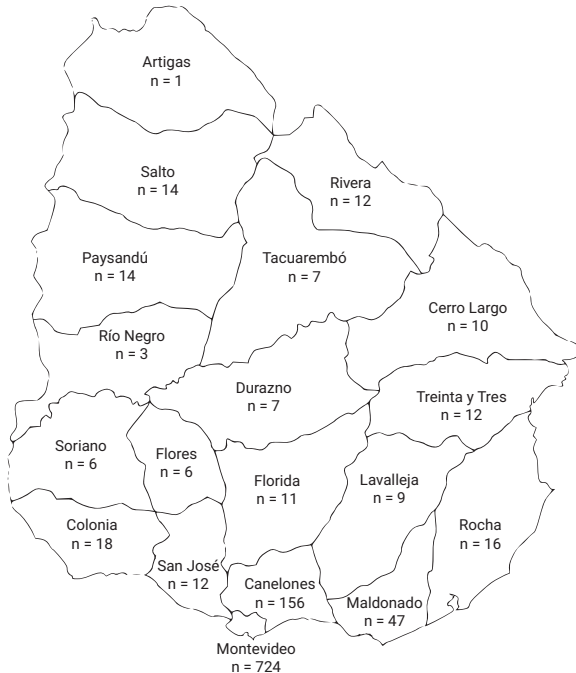 Artigas
n = 1
Salto
n = 14
Rivera
n = 12
Paysandú
n = 14
Tacuarembó
n = 7
Cerro Largo
n = 10
Río Negro
n = 3
Durazno
n = 7
Treinta y Tres
n = 12
Soriano
n = 6
Flores
n = 6
Florida
n = 11
Lavalleja
n = 9
Colonia
n = 18
Rocha
n = 16
San José
n = 12
Canelones
n = 156
Maldonado
n = 47
Montevideo
n = 724